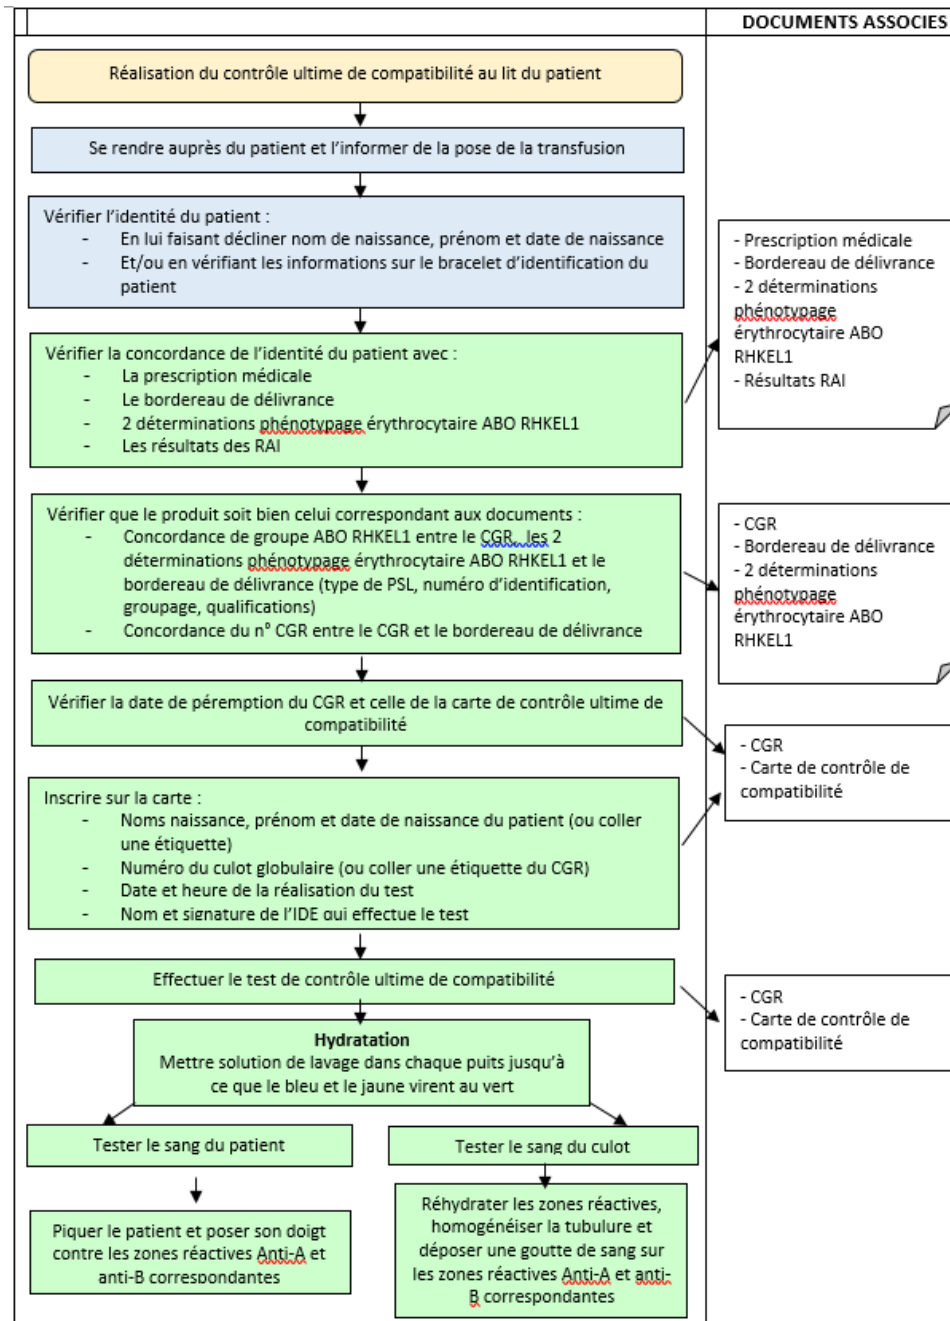 DOCUMENTS ASSOCIES
Réalisation du contrôle ultime de compatibilité au lit du patient
Se rendre auprès du patient et l'informer de la pose de la transfusion
Vérifier l'identité du patient :
- En lui faisant décliner nom de naissance, prénom et date de naissance
- Et/ou en vérifiant les informations sur le bracelet d'identification du
patient
Vérifier la concordance de l'identité du patient avec :
- La prescription médicale
- Le bordereau de délivrance
- 2 déterminations phénotypage érythrocytaire ABO RHKEL1
- Les résultats des RAI
- Prescription médicale
- Bordereau de délivrance
- 2 déterminations
phénotypage
érythrocytaire ABO
RHKEL1
- Résultats RAI
Vérifier que le produit soit bien celui correspondant aux documents :
- Concordance de groupe ABO RHKEL1 entre le CGR, les 2
déterminations phénotypage érythrocytaire ABO RHKEL1 et le
bordereau de délivrance (type de PSL, numéro d'identification,
groupage, qualifications)
- Concordance du n° CGR entre le CGR et le bordereau de délivrance
- CGR
- Bordereau de délivrance
- 2 déterminations
phénotypage
érythrocytaire ABO
RHKEL1
Vérifier la date de péremption du CGR et celle de la carte de contrôle ultime de
compatibilité
- CGR
- Carte de contrôle de
compatibilité
Inscrire sur la carte :
- Noms naissance, prénom et date de naissance du patient (ou coller
une étiquette)
- Numéro du culot globulaire (ou coller une étiquette du CGR)
- Date et heure de la réalisation du test
- Nom et signature de l'IDE qui effectue le test
Effectuer le test de contrôle ultime de compatibilité
- CGR
- Carte de contrôle de
compatibilité
Hydratation
Mettre solution de lavage dans chaque puits jusqu'à
ce que le bleu et le jaune virent au vert
Tester le sang du patient
Tester le sang du culot
Piquer le patient et poser son doigt
contre les zones réactives Anti-A et
anti-B correspondantes
Réhydrater les zones réactives,
homogénéiser la tubulure et
déposer une goutte de sang sur
les zones réactives Anti-A et anti-
B correspondantes